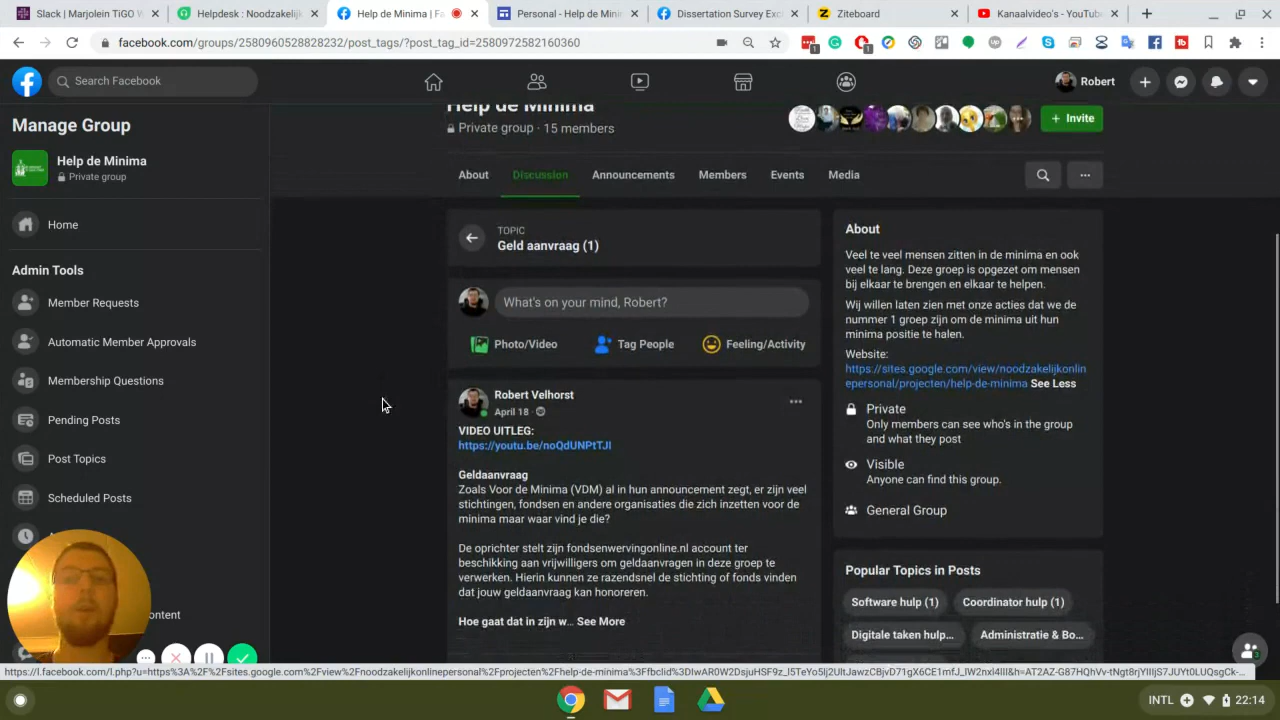 Slack | Marjolein TiGO W
Helpdesk : Noodzakelijk
Help de Minima | Fa
Personal - Help de Minim
Dissertation Survey Exc
Ziteboard
Kanaalvideo's - YouTube
facebook.com/groups/2580960528828232/post_tags/?post_tag_id=2580972582160360
Search Facebook
Robert
Manage Group
Help de Minima
Private group
Home
Admin Tools
Member Requests
Automatic Member Approvals
Membership Questions
Pending Posts
Post Topics
Scheduled Posts
ontent
Help de Minima
Private group · 15 members
+ Invite
About
Discussion
Announcements
Members
Events
Media
TOPIC
Geld aanvraag (1)
What's on your mind, Robert?
Photo/Video
Tag People
Feeling/Activity
Robert Velhorst
April 18
VIDEO UITLEG:
https://youtu.be/noQdUNPtTJI
Geldaanvraag
Zoals Voor de Minima (VDM) al in hun announcement zegt, er zijn veel
stichtingen, fondsen en andere organisaties die zich inzetten voor de
minima maar waar vind je die?
De oprichter stelt zijn fondsenwervingonline.nl account ter
beschikking aan vrijwilligers om geldaanvragen in deze groep te
verwerken. Hierin kunnen ze razendsnel de stichting of fonds vinden
dat jouw geldaanvraag kan honoreren.
Hoe gaat dat in zijn w... See More
About
Veel te veel mensen zitten in de minima en ook
veel te lang. Deze groep is opgezet om mensen
bij elkaar te brengen en elkaar te helpen.
Wij willen laten zien met onze acties dat we de
nummer 1 groep zijn om de minima uit hun
minima positie te halen.
Website:
https://sites.google.com/view/noodzakelijkonlin
epersonal/projecten/help-de-minima See Less
Private
Only members can see who's in the group
and what they post
Visible
Anyone can find this group.
General Group
Popular Topics in Posts
Software hulp (1)
Coordinator hulp (1)
Digitale taken hulp...
Administratie & Bo...
INTL
22:14